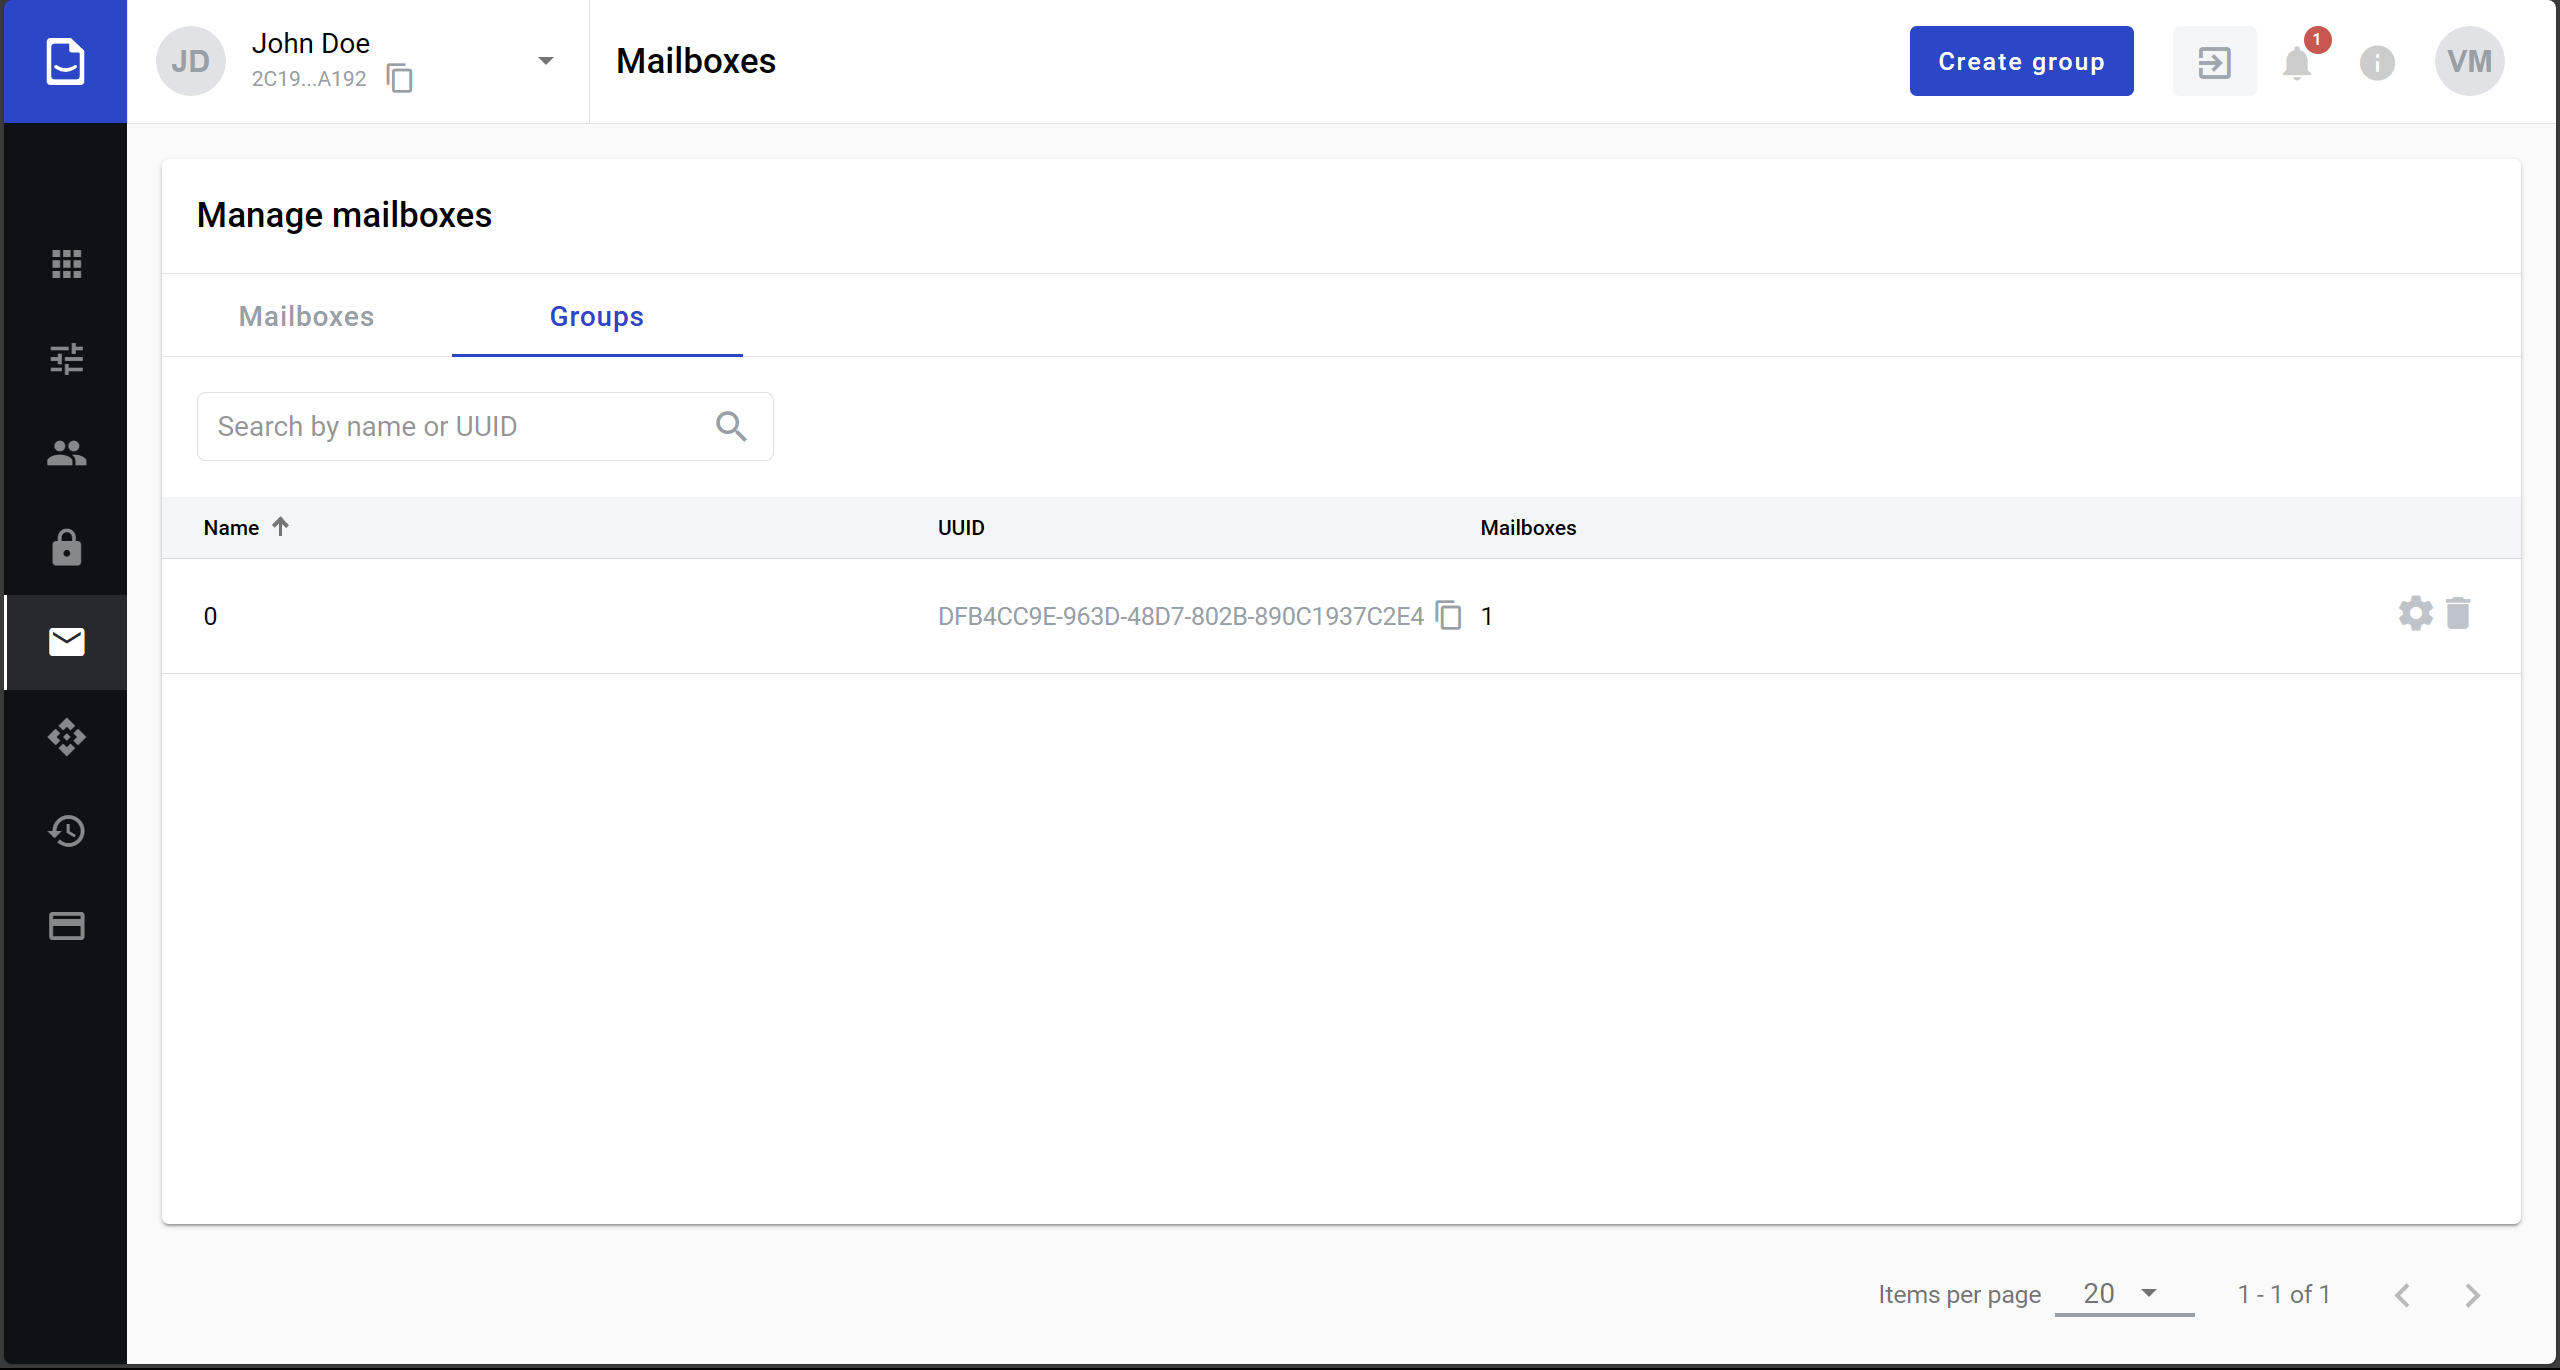 JD
John Doe
2C19...A192
Mailboxes
Create group
1
VM
Manage mailboxes
Mailboxes
Groups
Search by name or UUID
Name
UUID
Mailboxes
0
DFB4CC9E-963D-48D7-802B-890C1937C2E4
1
Items per page
20
1 - 1 of 1